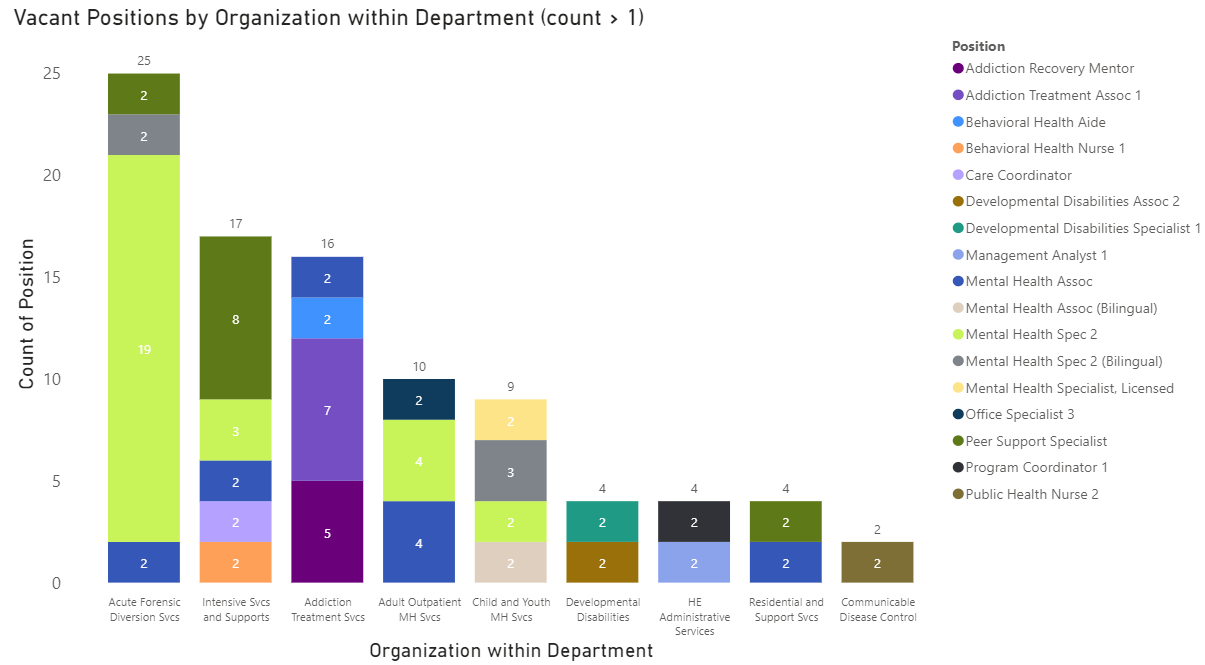 Vacant Positions by Organization within Department (count > 1)
Count of Position
25
20
15
10
5
0
25
2
2
19
2
17
8
3
2
2
2
16
2
2
7
5
10
2
4
4
9
2
3
2
2
4
2
2
4
2
2
4
2
2
2
2
Acute Forensic
Diversion Svcs
Intensive Svcs
and Supports
Addiction
Treatment Svcs
Adult Outpatient
MH Svcs
Child and Youth
MH Svcs
Developmental
Disabilities
HE
Administrative
Services
Residential and
Support Svcs
Communicable
Disease Control
Organization within Department
Position
Addiction Recovery Mentor
Addiction Treatment Assoc 1
Behavioral Health Aide
Behavioral Health Nurse 1
Care Coordinator
Developmental Disabilities Assoc 2
Developmental Disabilities Specialist 1
Management Analyst 1
Mental Health Assoc
Mental Health Assoc (Bilingual)
Mental Health Spec 2
Mental Health Spec 2 (Bilingual)
Mental Health Specialist, Licensed
Office Specialist 3
Peer Support Specialist
Program Coordinator 1
Public Health Nurse 2